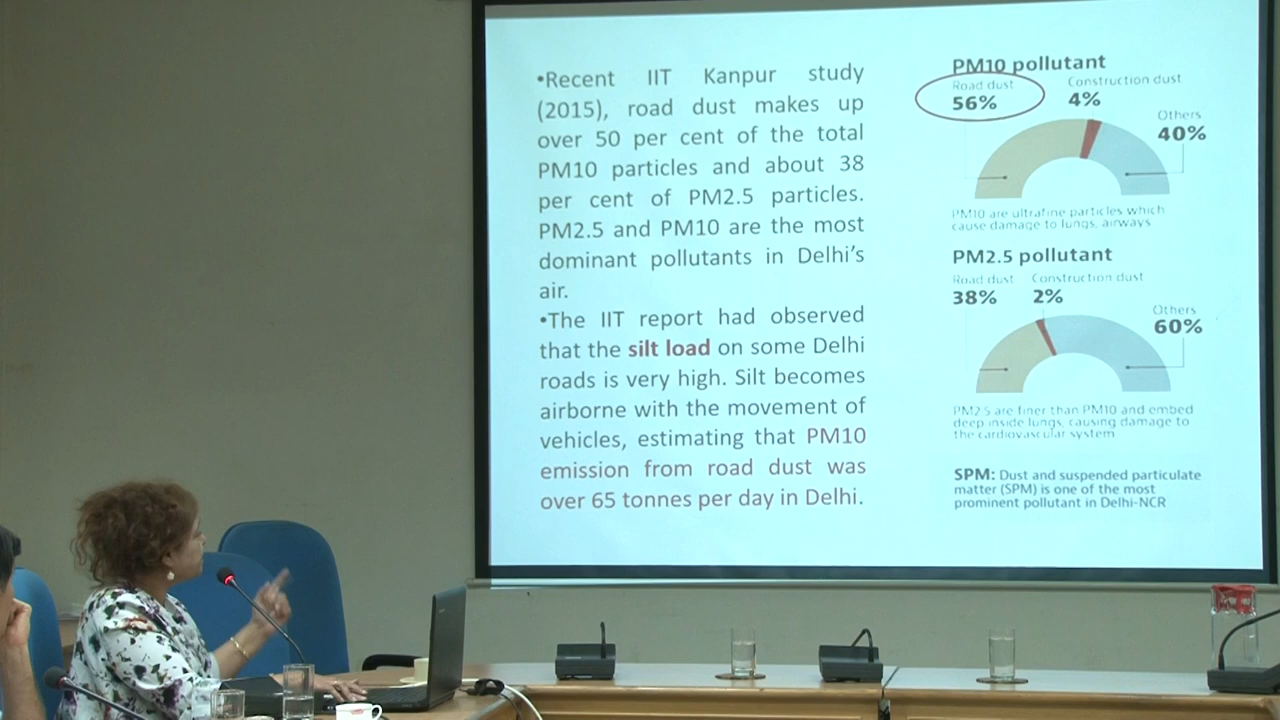 •Recent IIT Kanpur study
(2015), road dust makes up
over 50 per cent of the total
PM10 particles and about 38
per cent of PM2.5 particles.
PM2.5 and PM10 are the most
dominant pollutants in Delhi's
air.
•The IIT report had observed
that the silt load on some Delhi
roads is very high. Silt becomes
airborne with the movement of
vehicles, estimating that PM10
emission from road dust was
over 65 tonnes per day in Delhi.
PM10 pollutant
Road dust
56%
Construction dust
4%
Others
40%
PM10 are ultrafine particles which
cause damage to lungs, airways
PM2.5 pollutant
Road dust
38%
Construction dust
2%
Others
60%
PM2.5 are finer than PM10 and embed
deep inside lungs, causing damage to
the cardiovascular system
SPM: Dust and suspended particulate
matter (SPM) is one of the most
prominent pollutant in Delhi-NCR